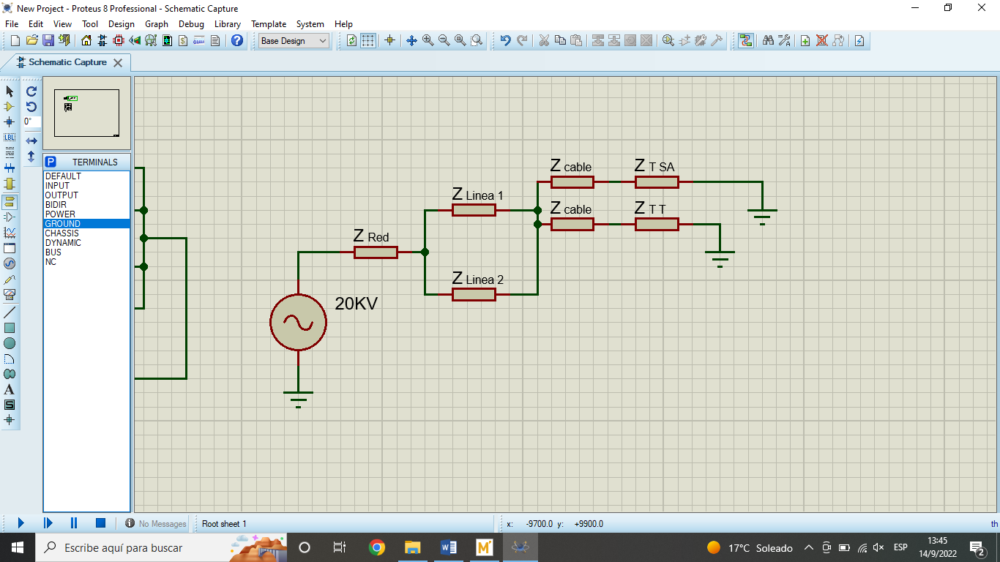 New Project - Proteus 8 Professional - Schematic Capture
File Edit View Tool Design Graph Debug Library Template System Help
Base Design
Schematic Capture
0°
LBL
A
S
P TERMINALS
DEFAULT
INPUT
OUTPUT
BIDIR
POWER
GROUND
CHASSIS
DYNAMIC
BUS
NC
Z cable Z T SA
Z Linea 1
Z cable Z T T
Z Red
Z Linea 2
20KV
No Messages Root sheet 1 x: -9700.0 y: +9900.0 th
Escribe aquí para buscar
17°C Soleado ESP
13:45
14/9/2022
2